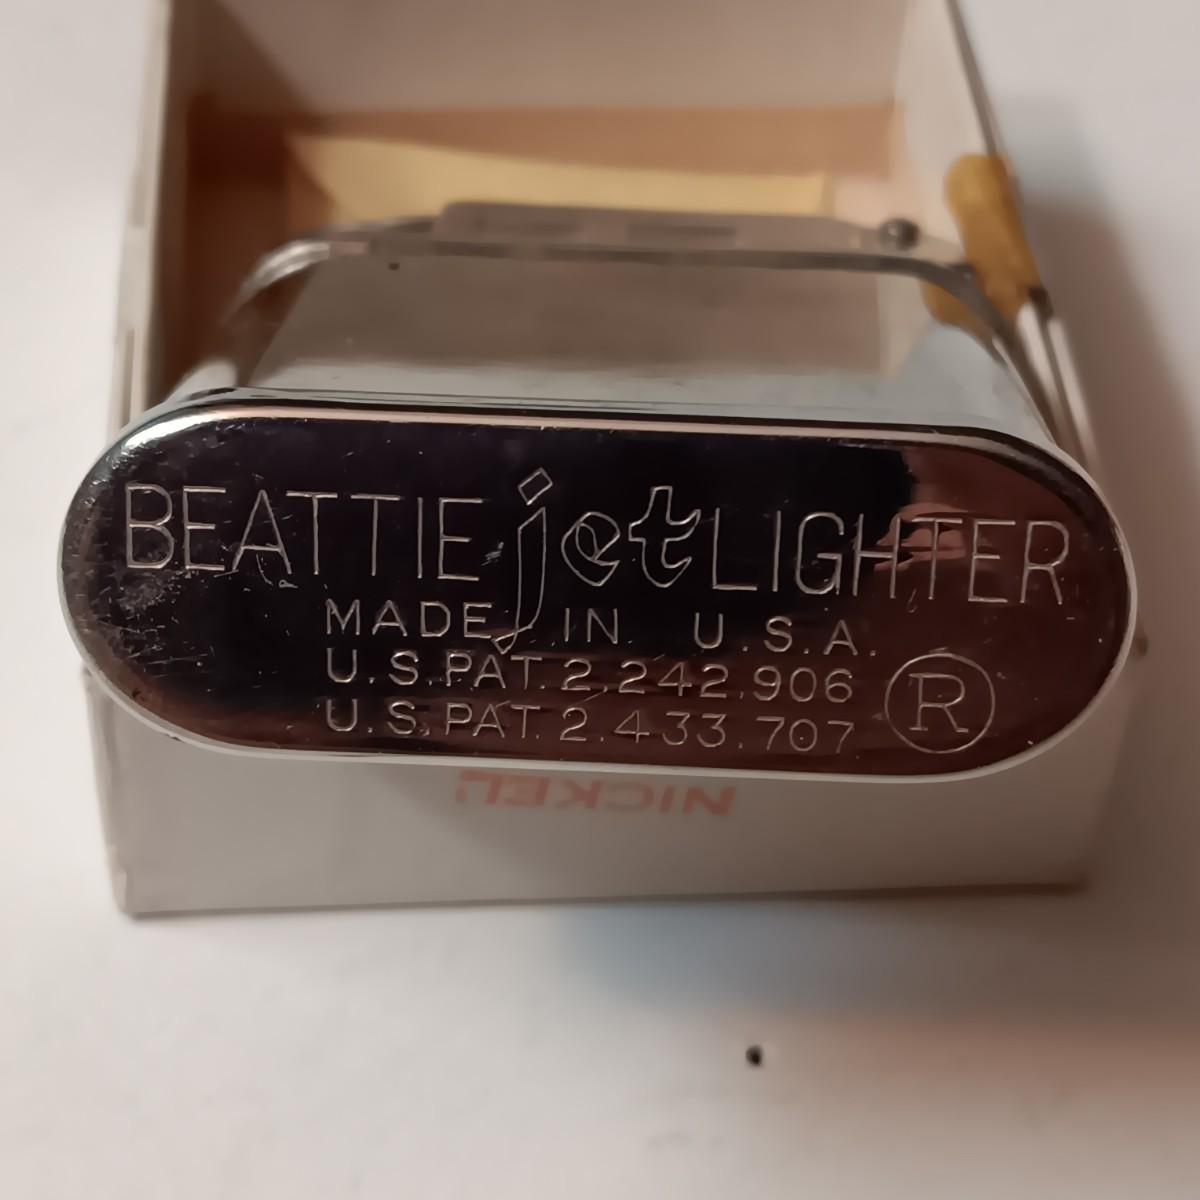 BEATTIE jet LIGHTER
MADE IN U.S.A.
U.S.PAT. 2.242.906
U.S.PAT. 2.433.707
®
NICKEL